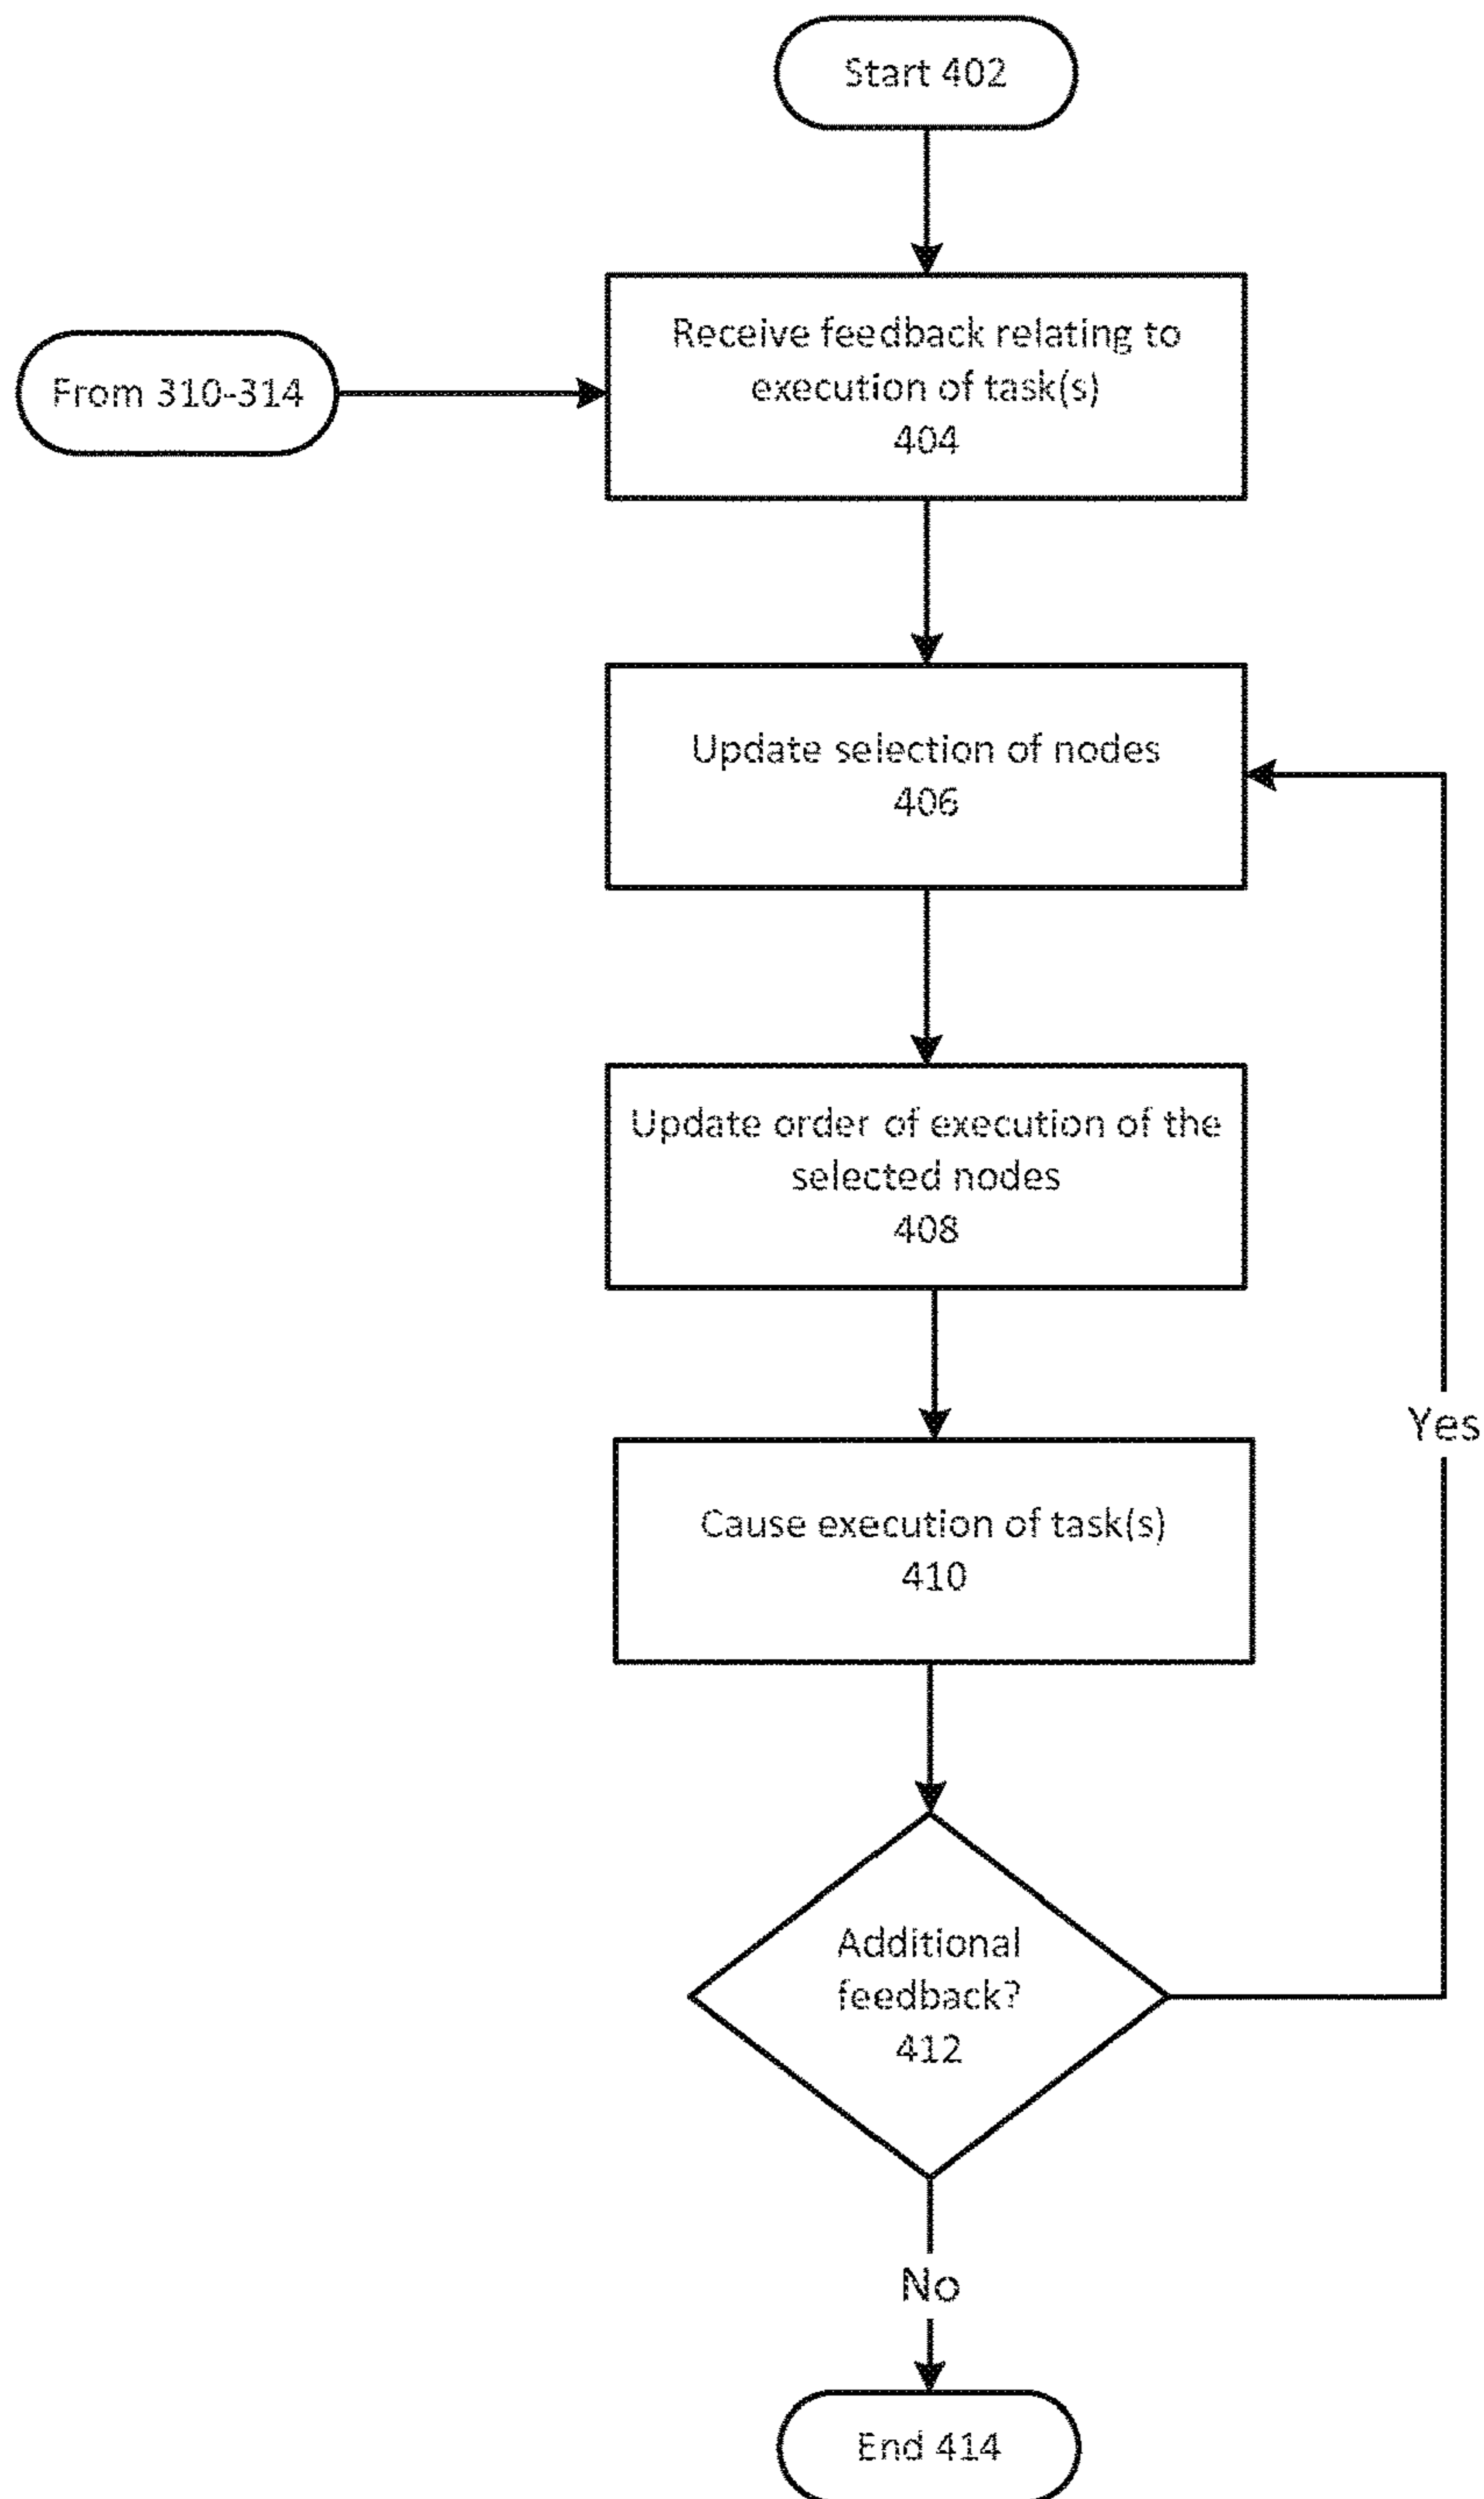 Start 402
From 310-314
Receive feedback relating to
execution of task(s)
404
Update selection of nodes
406
Update order of execution of the
selected nodes
408
Yes
Cause execution of task(s)
410
Additional
feedback?
412
No
End 414